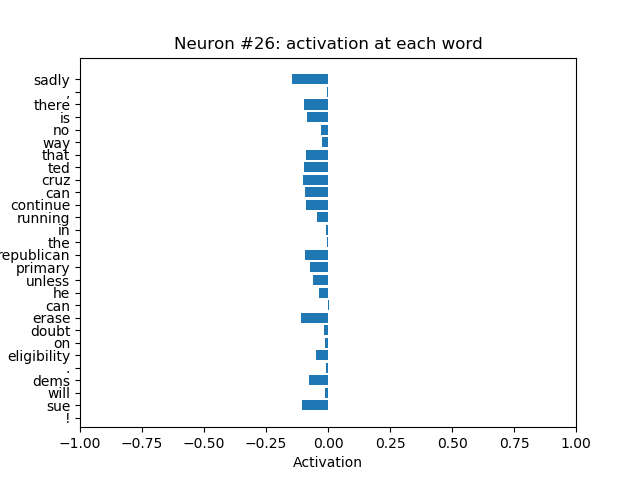 Neuron #26: activation at each word
sadly
,
there
is
no
way
that
ted
cruz
can
continue
running
in
the
republican
primary
unless
he
can
erase
doubt
on
eligibility
.
dems
will
sue
!
−1.00 −0.75 −0.50 −0.25 0.00 0.25 0.50 0.75 1.00
Activation